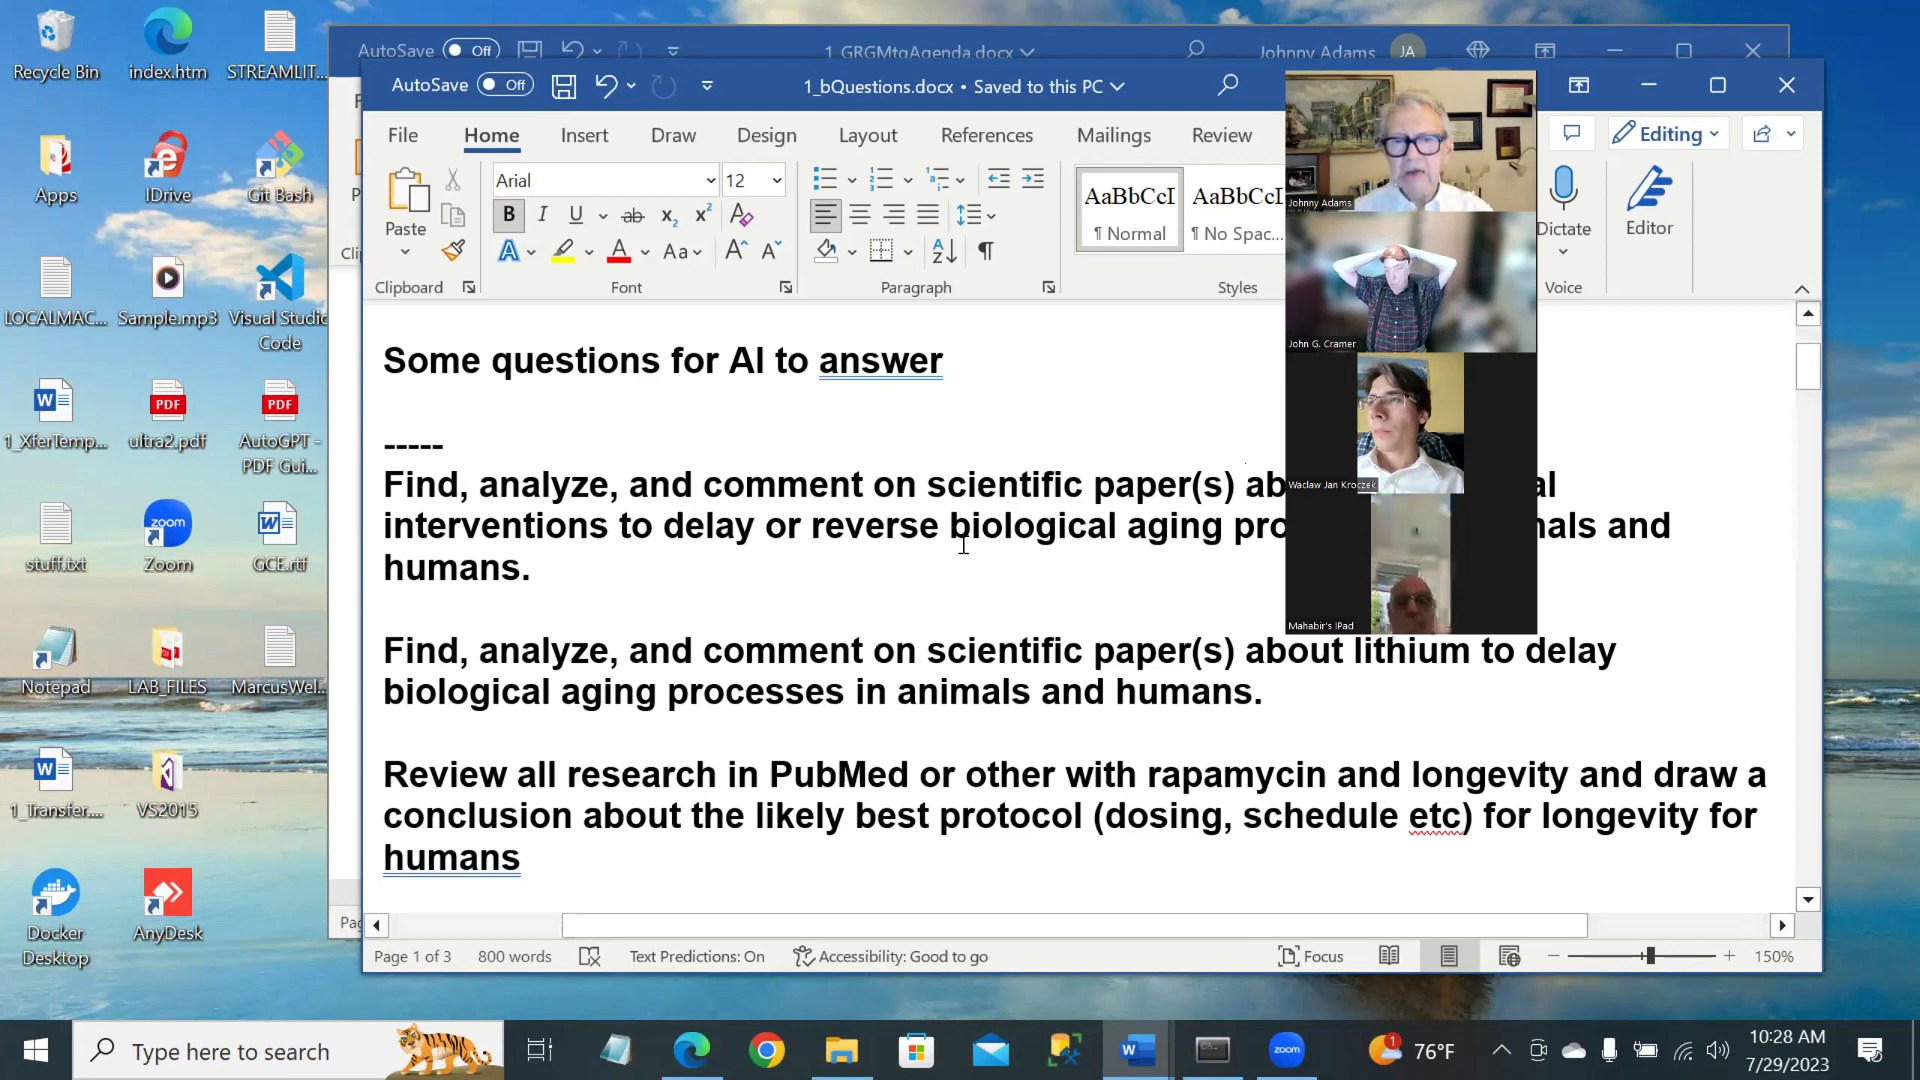 Recycle Bin
index.htm
STREAMLIT...
Apps
IDrive
Git Bash
LOCALMAC...
Sample.mp3
Visual Studio
Code
1_XferTemp...
ultra2.pdf
AutoGPT -
PDF Gui...
stuff.txt
Zoom
GCE.rtf
Notepad
LAB_FILES
MarcusWel...
1_Transfer....
VS2015
Docker
Desktop
AnyDesk
AutoSave Off
1_GRGMtgAgenda.docx
Johnny Adams JA
AutoSave Off
1_bQuestions.docx • Saved to this PC
File Home Insert Draw Design Layout References Mailings Review
Editing
Paste
Arial 12
AaBbCcI
¶ Normal
AaBbCcI
¶ No Spac...
Dictate
Editor
Clipboard Font Paragraph Styles Voice
Johnny Adams
John G. Cramer
Waclaw Jan Kroczek
Mahabir's IPad
Some questions for AI to answer
-----
Find, analyze, and comment on scientific paper(s) ab
interventions to delay or reverse biological aging pro nals and
humans.
Find, analyze, and comment on scientific paper(s) about lithium to delay
biological aging processes in animals and humans.
Review all research in PubMed or other with rapamycin and longevity and draw a
conclusion about the likely best protocol (dosing, schedule etc) for longevity for
humans
Page 1 of 3 800 words Text Predictions: On Accessibility: Good to go Focus 150%
Type here to search
zoom
1 76°F
10:28 AM
7/29/2023